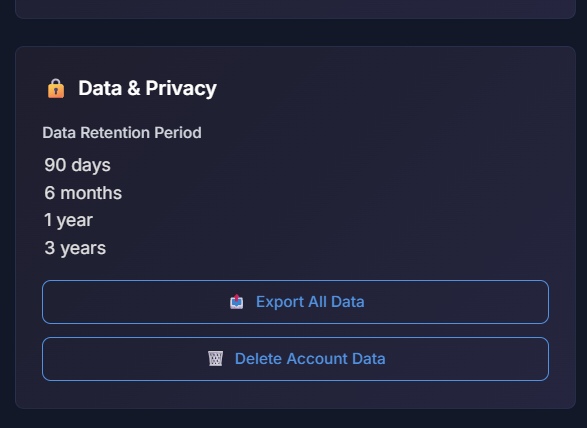 Data & Privacy
Data Retention Period
90 days
6 months
1 year
3 years
Export All Data
Delete Account Data